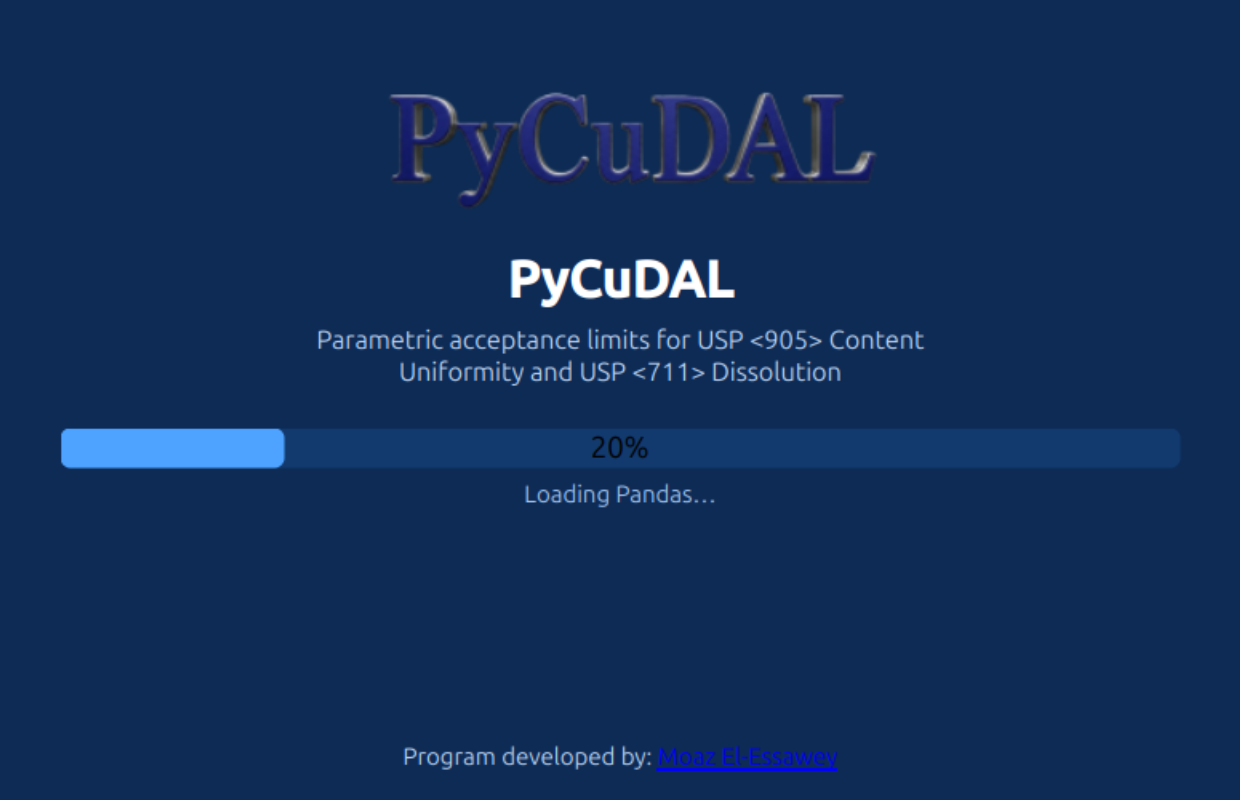 PyCuDAL
PyCuDAL
Parametric acceptance limits for USP <905> Content
Uniformity and USP <711> Dissolution
20%
Loading Pandas…
Program developed by: Moaz El-Essawey